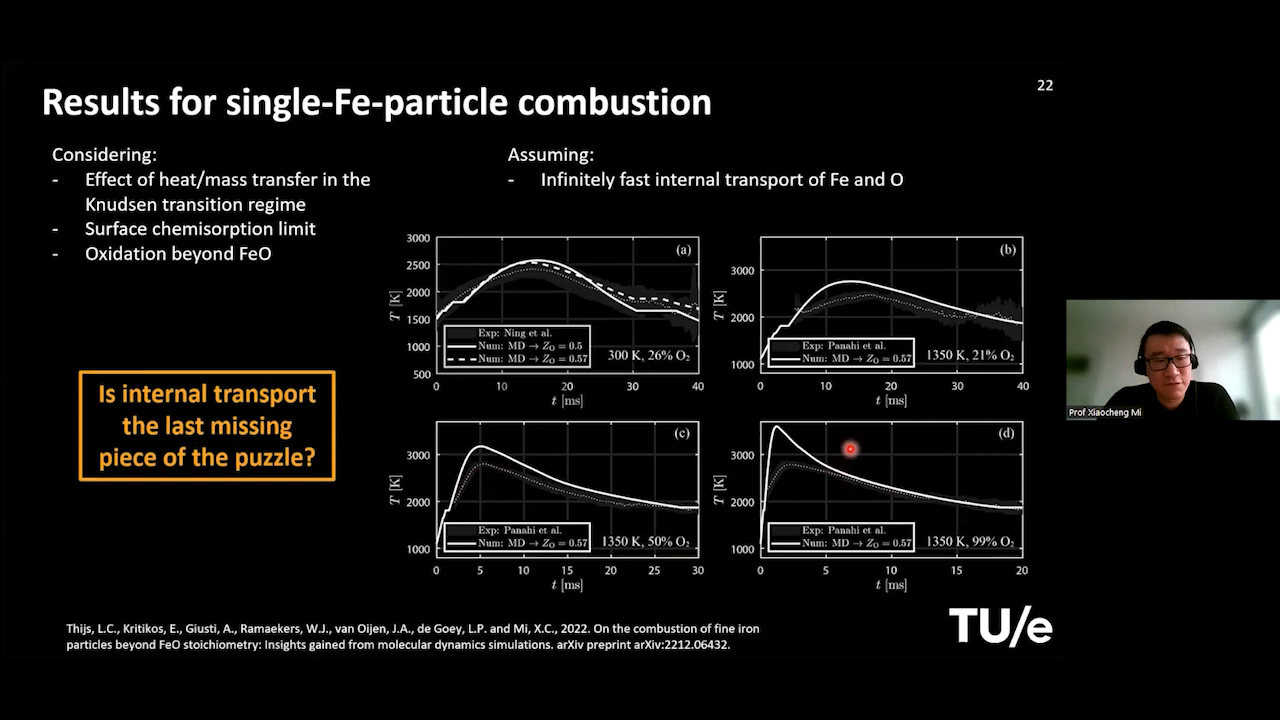 22
Results for single-Fe-particle combustion
Considering:
- Effect of heat/mass transfer in the
Knudsen transition regime
- Surface chemisorption limit
- Oxidation beyond FeO
Assuming:
- Infinitely fast internal transport of Fe and O
Is internal transport
the last missing
piece of the puzzle?
3000
2500
2000
1500
1000
500
T [K]
(a)
Exp: Ning et al.
Num: MD → Z_O = 0.5
Num: MD → Z_O = 0.57
300 K, 26% O₂
0 10 20 30 40
t [ms]
3000
2000
1000
T [K]
(b)
Exp: Panahi et al.
Num: MD → Z_O = 0.57
1350 K, 21% O₂
0 10 20 30 40
t [ms]
3000
2000
1000
T [K]
(c)
Exp: Panahi et al.
Num: MD → Z_O = 0.57
1350 K, 50% O₂
0 5 10 15 20 25 30
t [ms]
3000
2000
1000
T [K]
(d)
Exp: Panahi et al.
Num: MD → Z_O = 0.57
1350 K, 99% O₂
0 5 10 15 20
t [ms]
Prof Xiaocheng Mi
Thijs, L.C., Kritikos, E., Giusti, A., Ramaekers, W.J., van Oijen, J.A., de Goey, L.P. and Mi, X.C., 2022. On the combustion of fine iron
particles beyond FeO stoichiometry: Insights gained from molecular dynamics simulations. arXiv preprint arXiv:2212.06432.
TU/e